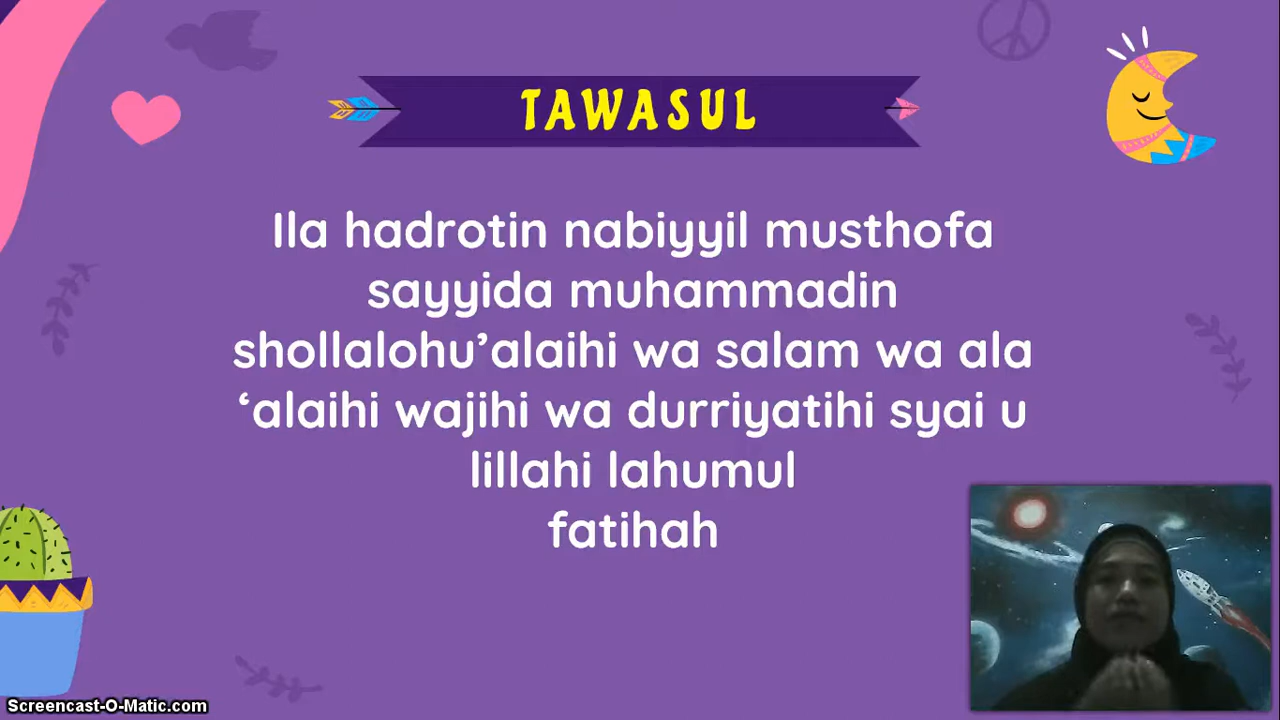 TAWASUL
Ila hadrotin nabiyyil musthofa
sayyida muhammadin
shollalohu’alaihi wa salam wa ala
‘alaihi wajihi wa durriyatihi syai u
lillahi lahumul
fatihah
Screencast-O-Matic.com